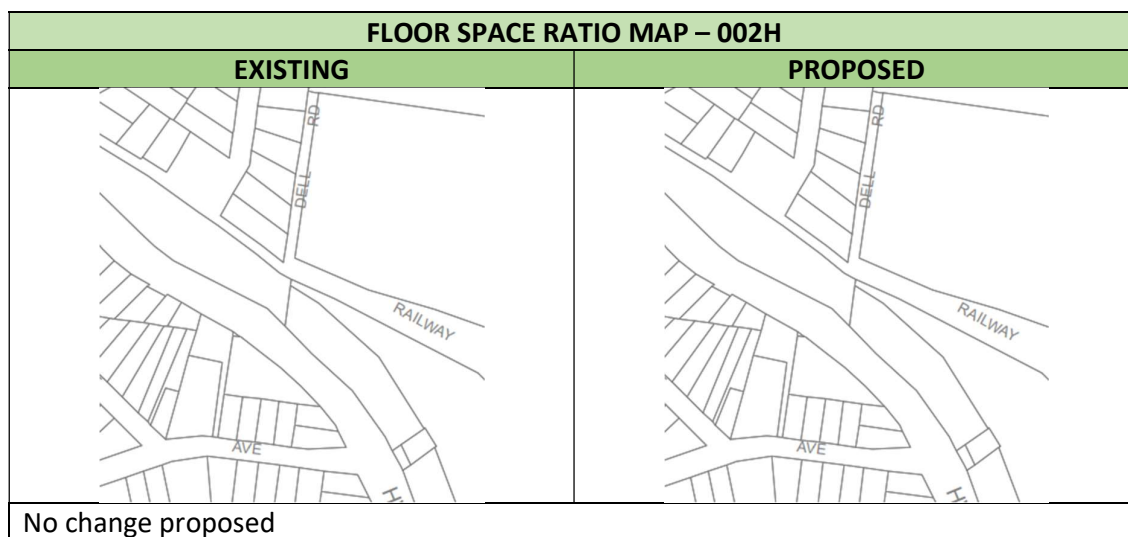 FLOOR SPACE RATIO MAP – 002H
EXISTING
PROPOSED
DELL RD
RAILWAY
AVE
DELL RD
RAILWAY
AVE
No change proposed